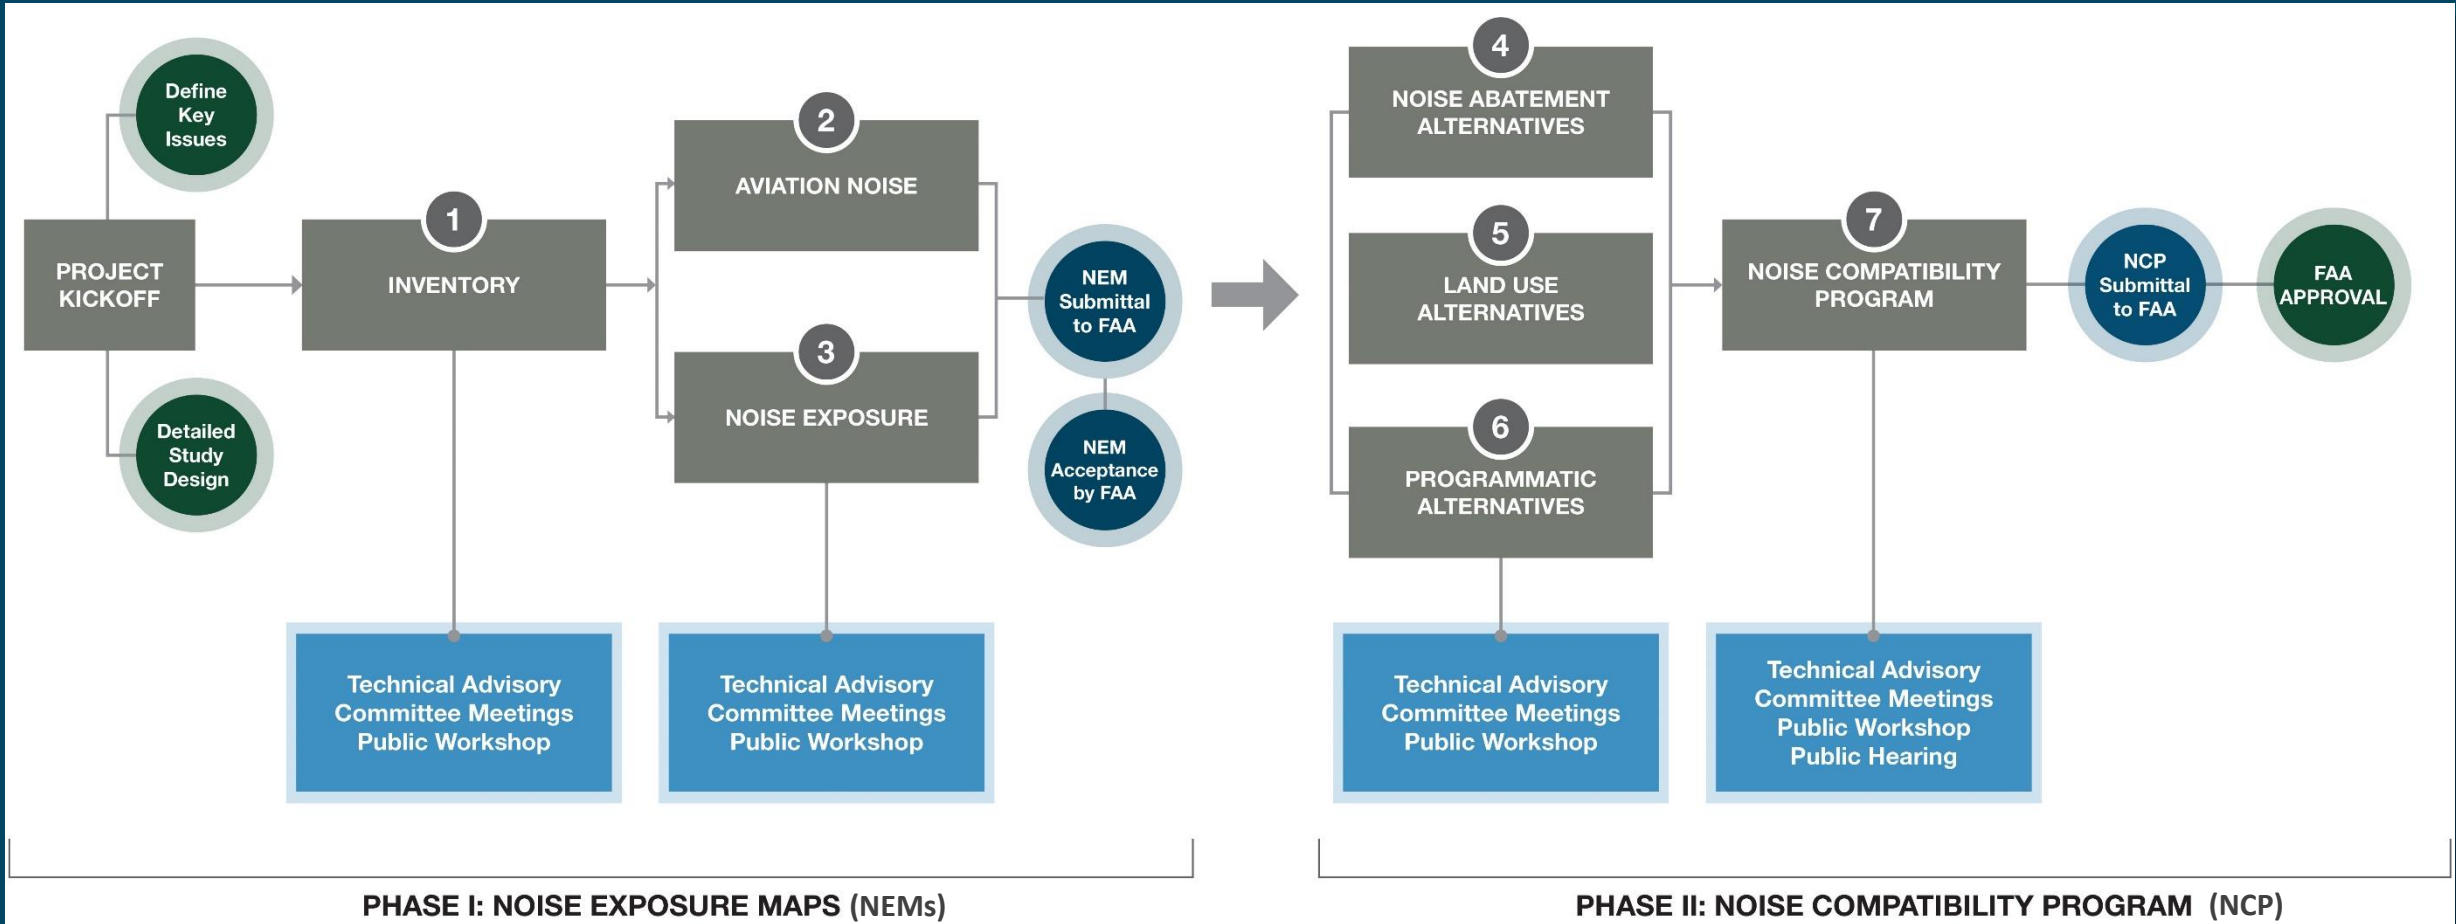 Define
Key
Issues
PROJECT
KICKOFF
Detailed
Study
Design
1
INVENTORY
2
AVIATION NOISE
3
NOISE EXPOSURE
NEM
Submittal
to FAA
NEM
Acceptance
by FAA
Technical Advisory
Committee Meetings
Public Workshop
Technical Advisory
Committee Meetings
Public Workshop
PHASE I: NOISE EXPOSURE MAPS (NEMs)
4
NOISE ABATEMENT
ALTERNATIVES
5
LAND USE
ALTERNATIVES
6
PROGRAMMATIC
ALTERNATIVES
7
NOISE COMPATIBILITY
PROGRAM
NCP
Submittal
to FAA
FAA
APPROVAL
Technical Advisory
Committee Meetings
Public Workshop
Technical Advisory
Committee Meetings
Public Workshop
Public Hearing
PHASE II: NOISE COMPATIBILITY PROGRAM (NCP)